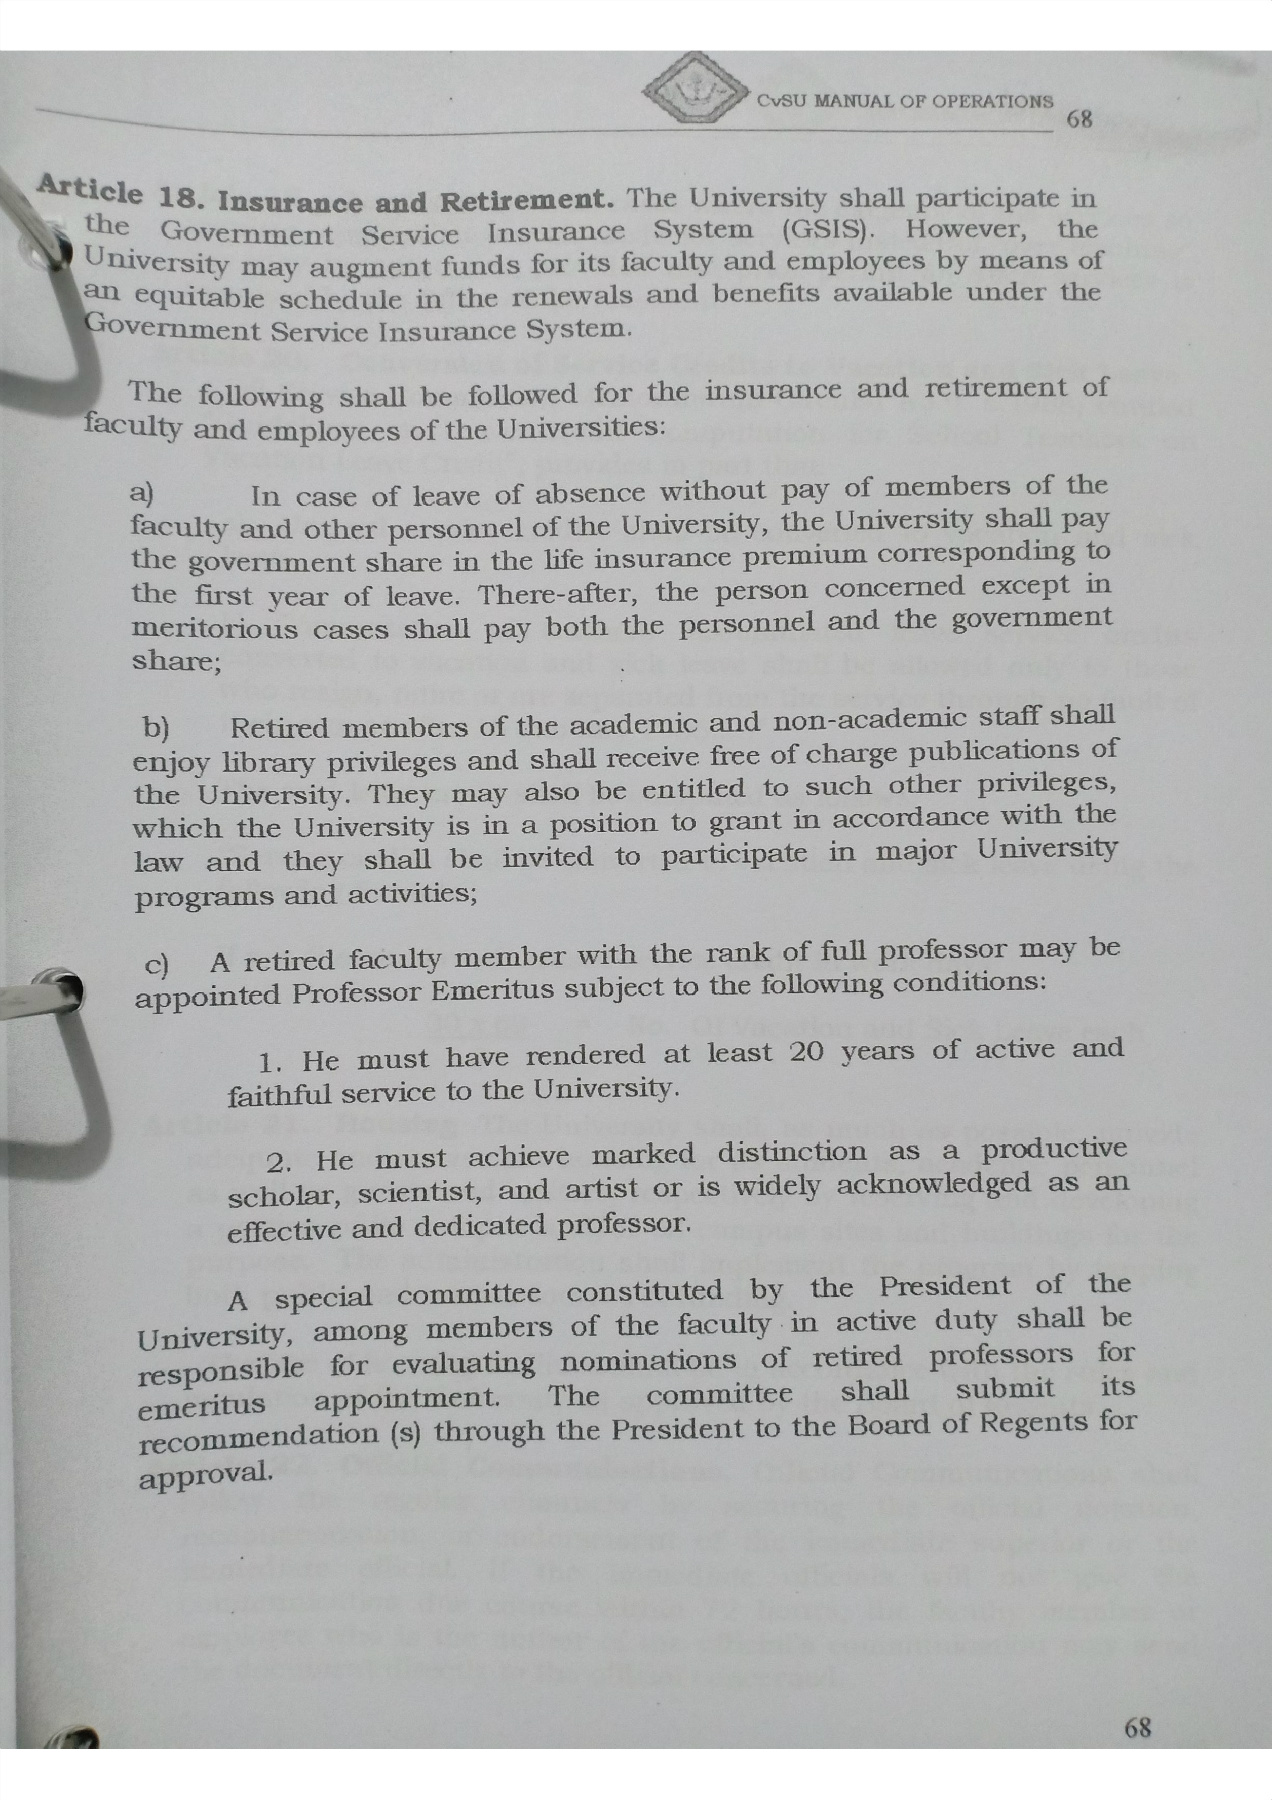 CvSU MANUAL OF OPERATIONS
68
Article 18. Insurance and Retirement. The University shall participate in
the Government Service Insurance System (GSIS). However, the
University may augment funds for its faculty and employees by means of
an equitable schedule in the renewals and benefits available under the
Government Service Insurance System.
The following shall be followed for the insurance and retirement of
faculty and employees of the Universities:
a) In case of leave of absence without pay of members of the
faculty and other personnel of the University, the University shall pay
the government share in the life insurance premium corresponding to
the first year of leave. There-after, the person concerned except in
meritorious cases shall pay both the personnel and the government
share;
b) Retired members of the academic and non-academic staff shall
enjoy library privileges and shall receive free of charge publications of
the University. They may also be entitled to such other privileges,
which the University is in a position to grant in accordance with the
law and they shall be invited to participate in major University
programs and activities;
c) A retired faculty member with the rank of full professor may be
appointed Professor Emeritus subject to the following conditions:
1. He must have rendered at least 20 years of active and
faithful service to the University.
2. He must achieve marked distinction as a productive
scholar, scientist, and artist or is widely acknowledged as an
effective and dedicated professor.
A special committee constituted by the President of the
University, among members of the faculty in active duty shall be
responsible for evaluating nominations of retired professors for
emeritus appointment. The committee shall submit its
recommendation (s) through the President to the Board of Regents for
approval.
68